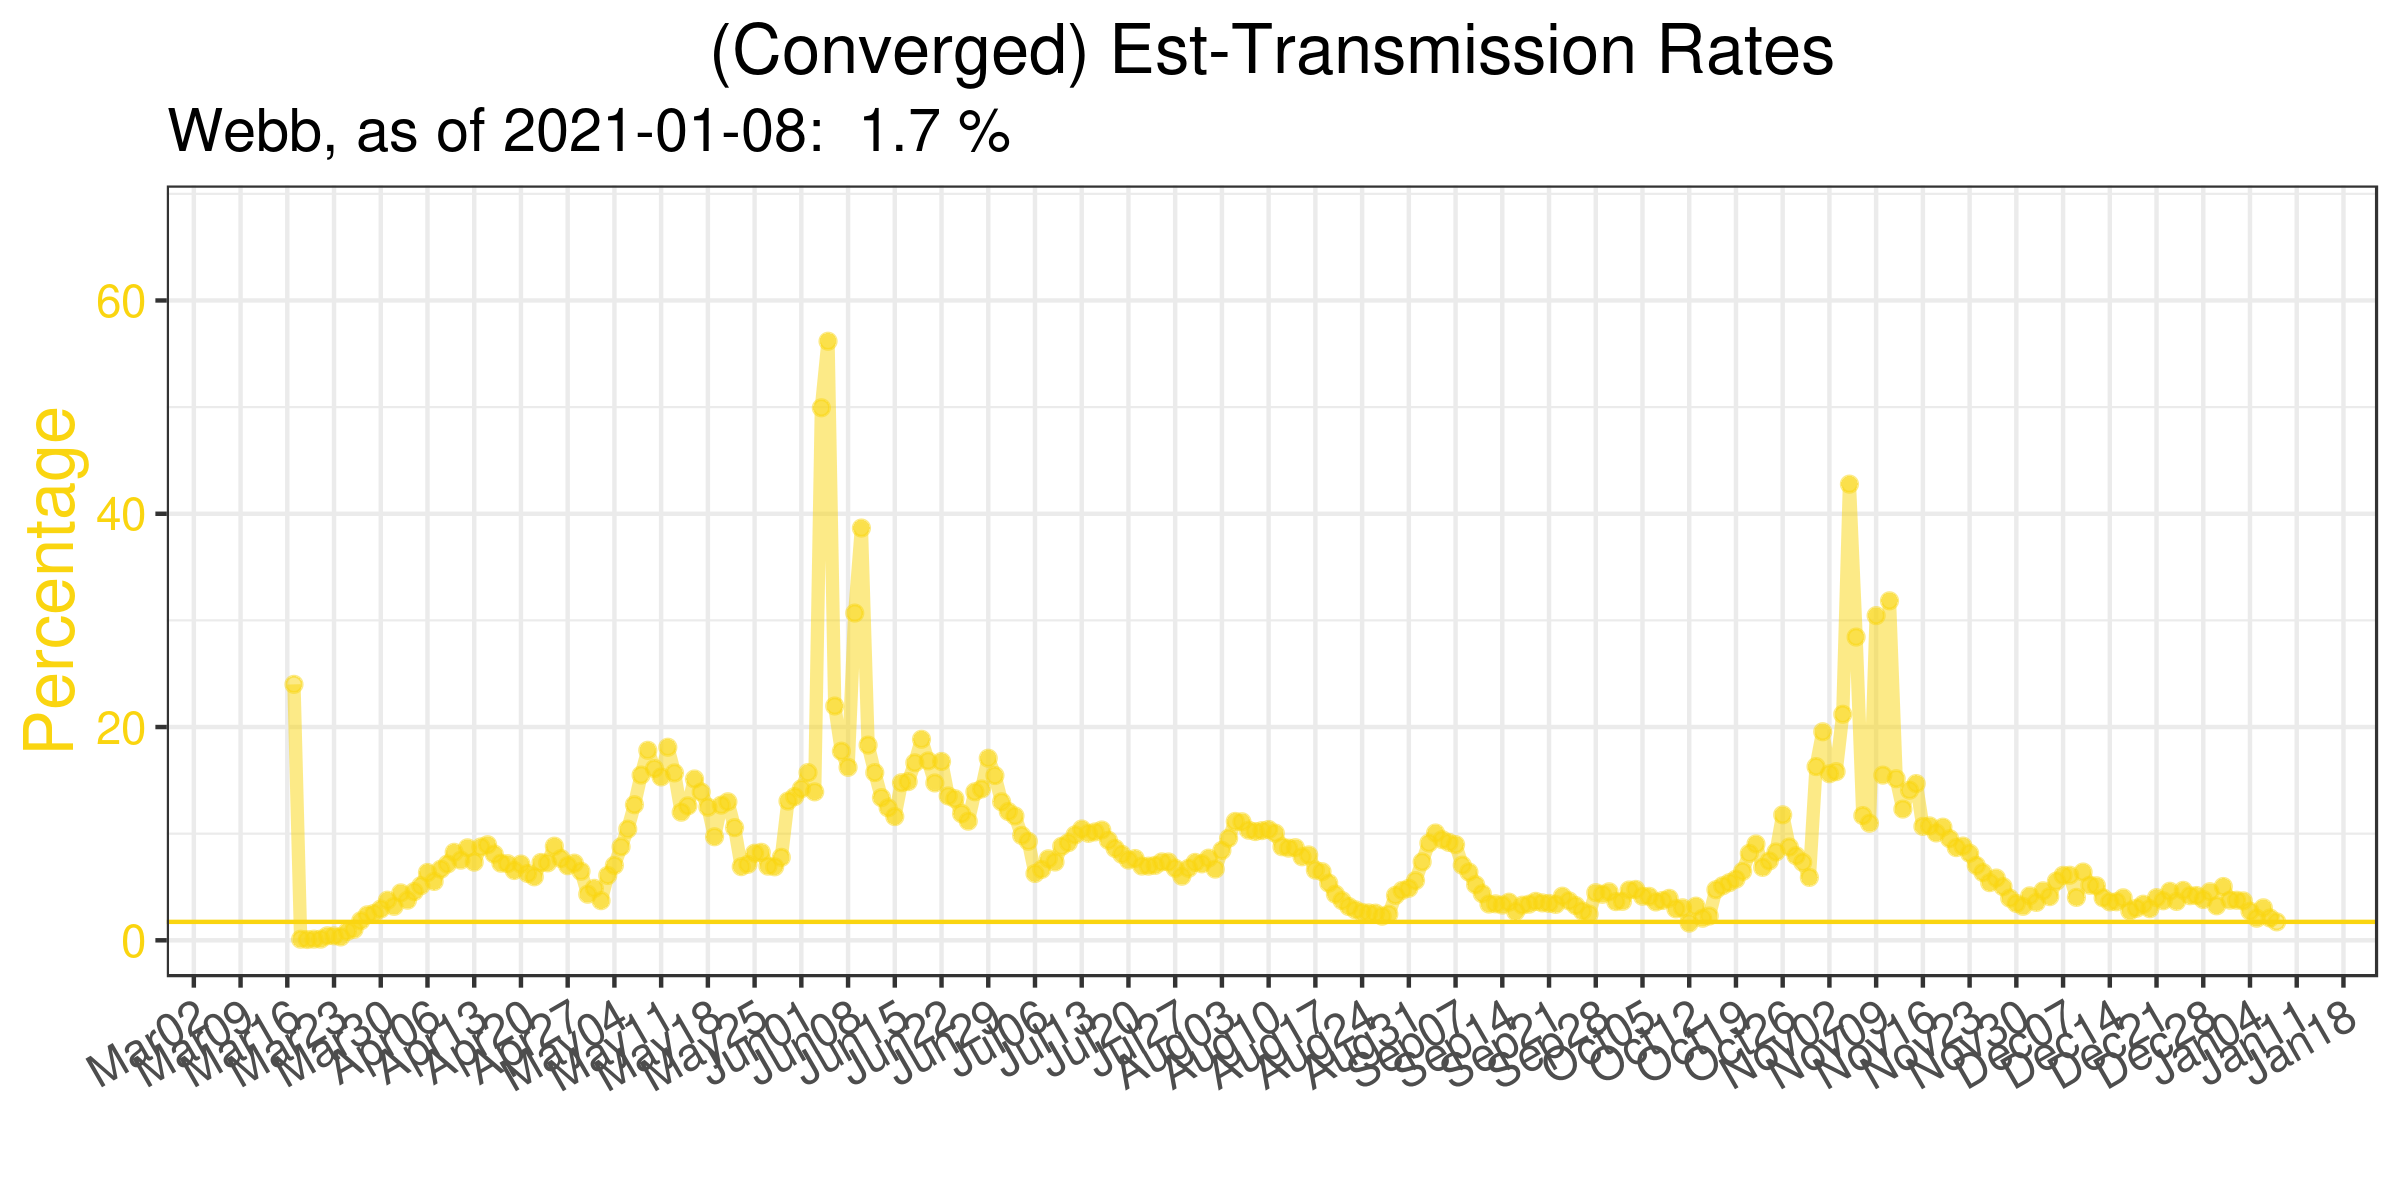 (Converged) Est-Transmission Rates
Webb, as of 2021-01-08:  1.7 %
Percentage
60
40
20
0
Mar02
Mar09
Mar16
Mar23
Mar30
Apr06
Apr13
Apr20
Apr27
May04
May11
May18
May25
Jun01
Jun08
Jun15
Jun22
Jun29
Jul06
Jul13
Jul20
Jul27
Aug03
Aug10
Aug17
Aug24
Aug31
Sep07
Sep14
Sep21
Sep28
Oct05
Oct12
Oct19
Oct26
Nov02
Nov09
Nov16
Nov23
Nov30
Dec07
Dec14
Dec21
Dec28
Jan04
Jan11
Jan18